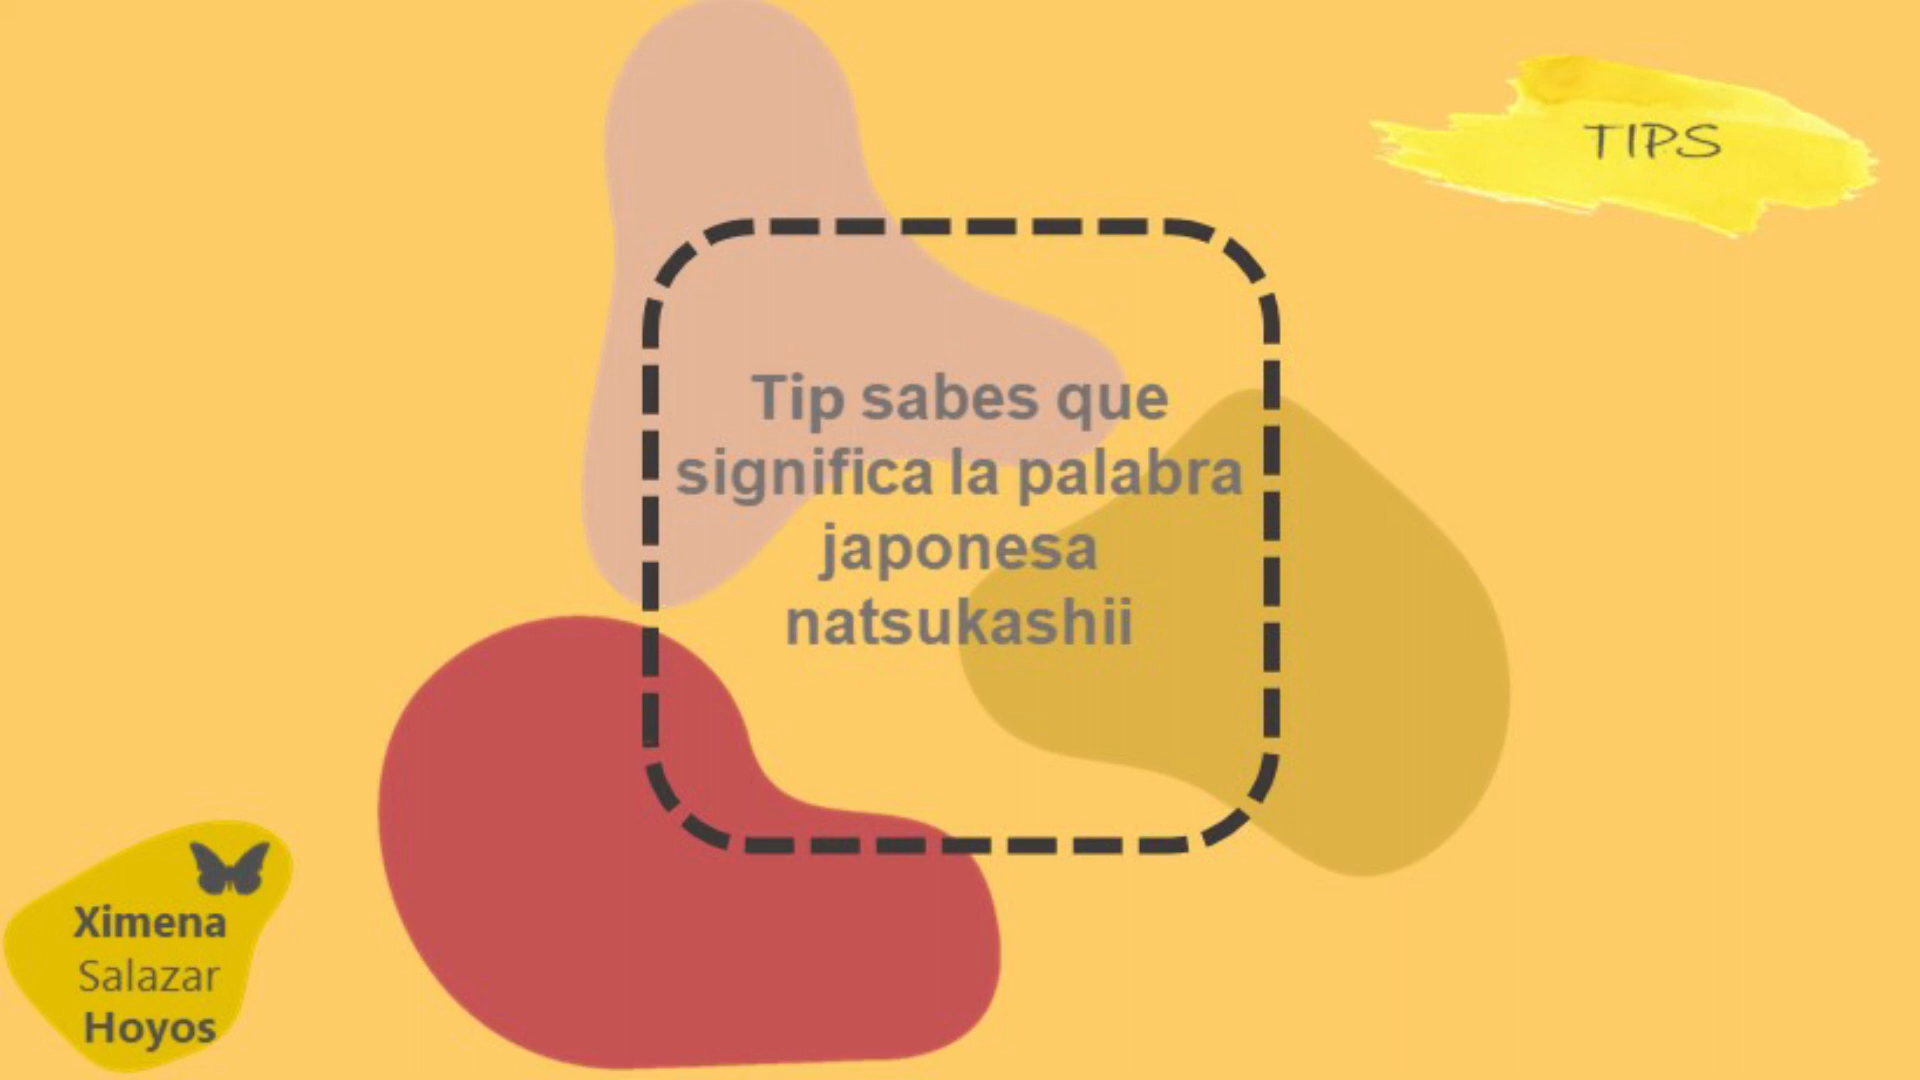 TIPS
Tip sabes que
significa la palabra
japonesa
natsukashii
Ximena
Salazar
Hoyos